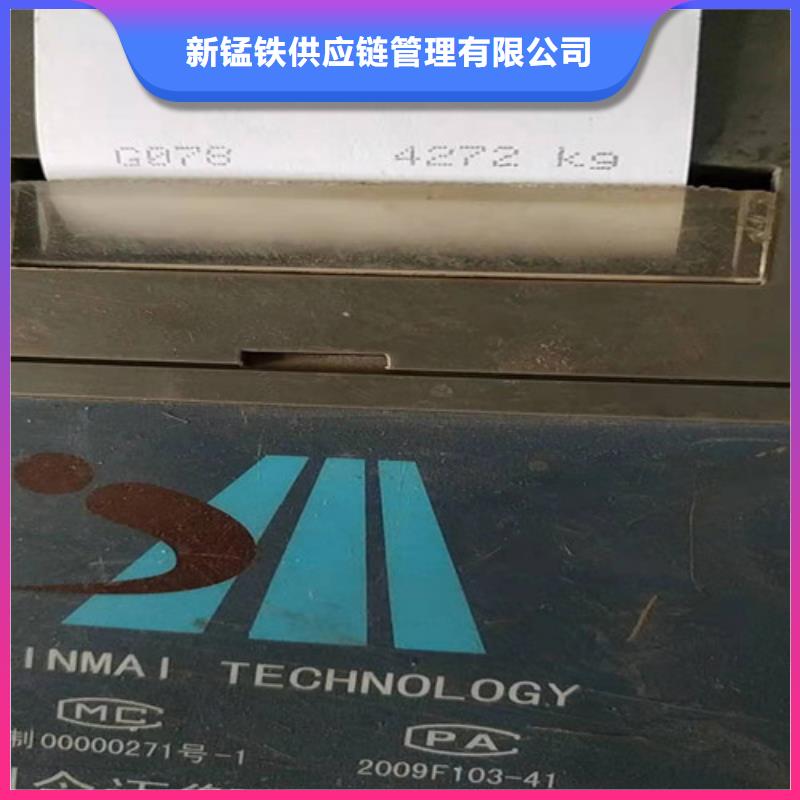 新锰铁供应链管理有限公司
G078 4272 kg
INMAI TECHNOLOGY
MC
制00000271号-1
CPA
2009F103-41